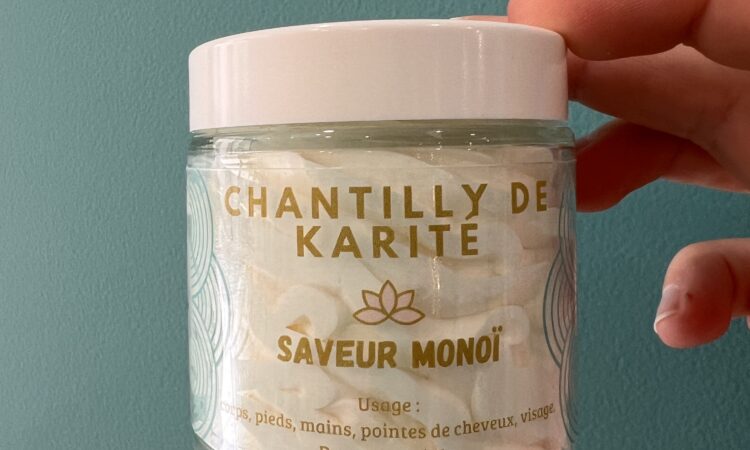 CHANTILLY DE
KARITÉ
SAVEUR MONOÏ
Usage :
corps, pieds, mains, pointes de cheveux, visage.